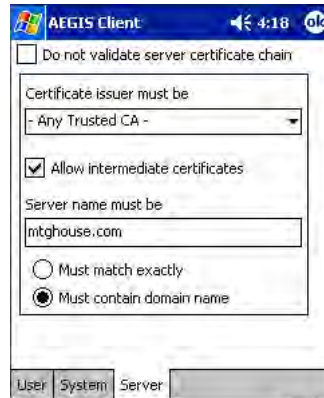 AEGIS Client 4:18 ok
Do not validate server certificate chain
Certificate issuer must be
- Any Trusted CA -
Allow intermediate certificates
Server name must be
mtghouse.com
Must match exactly
Must contain domain name
User System Server